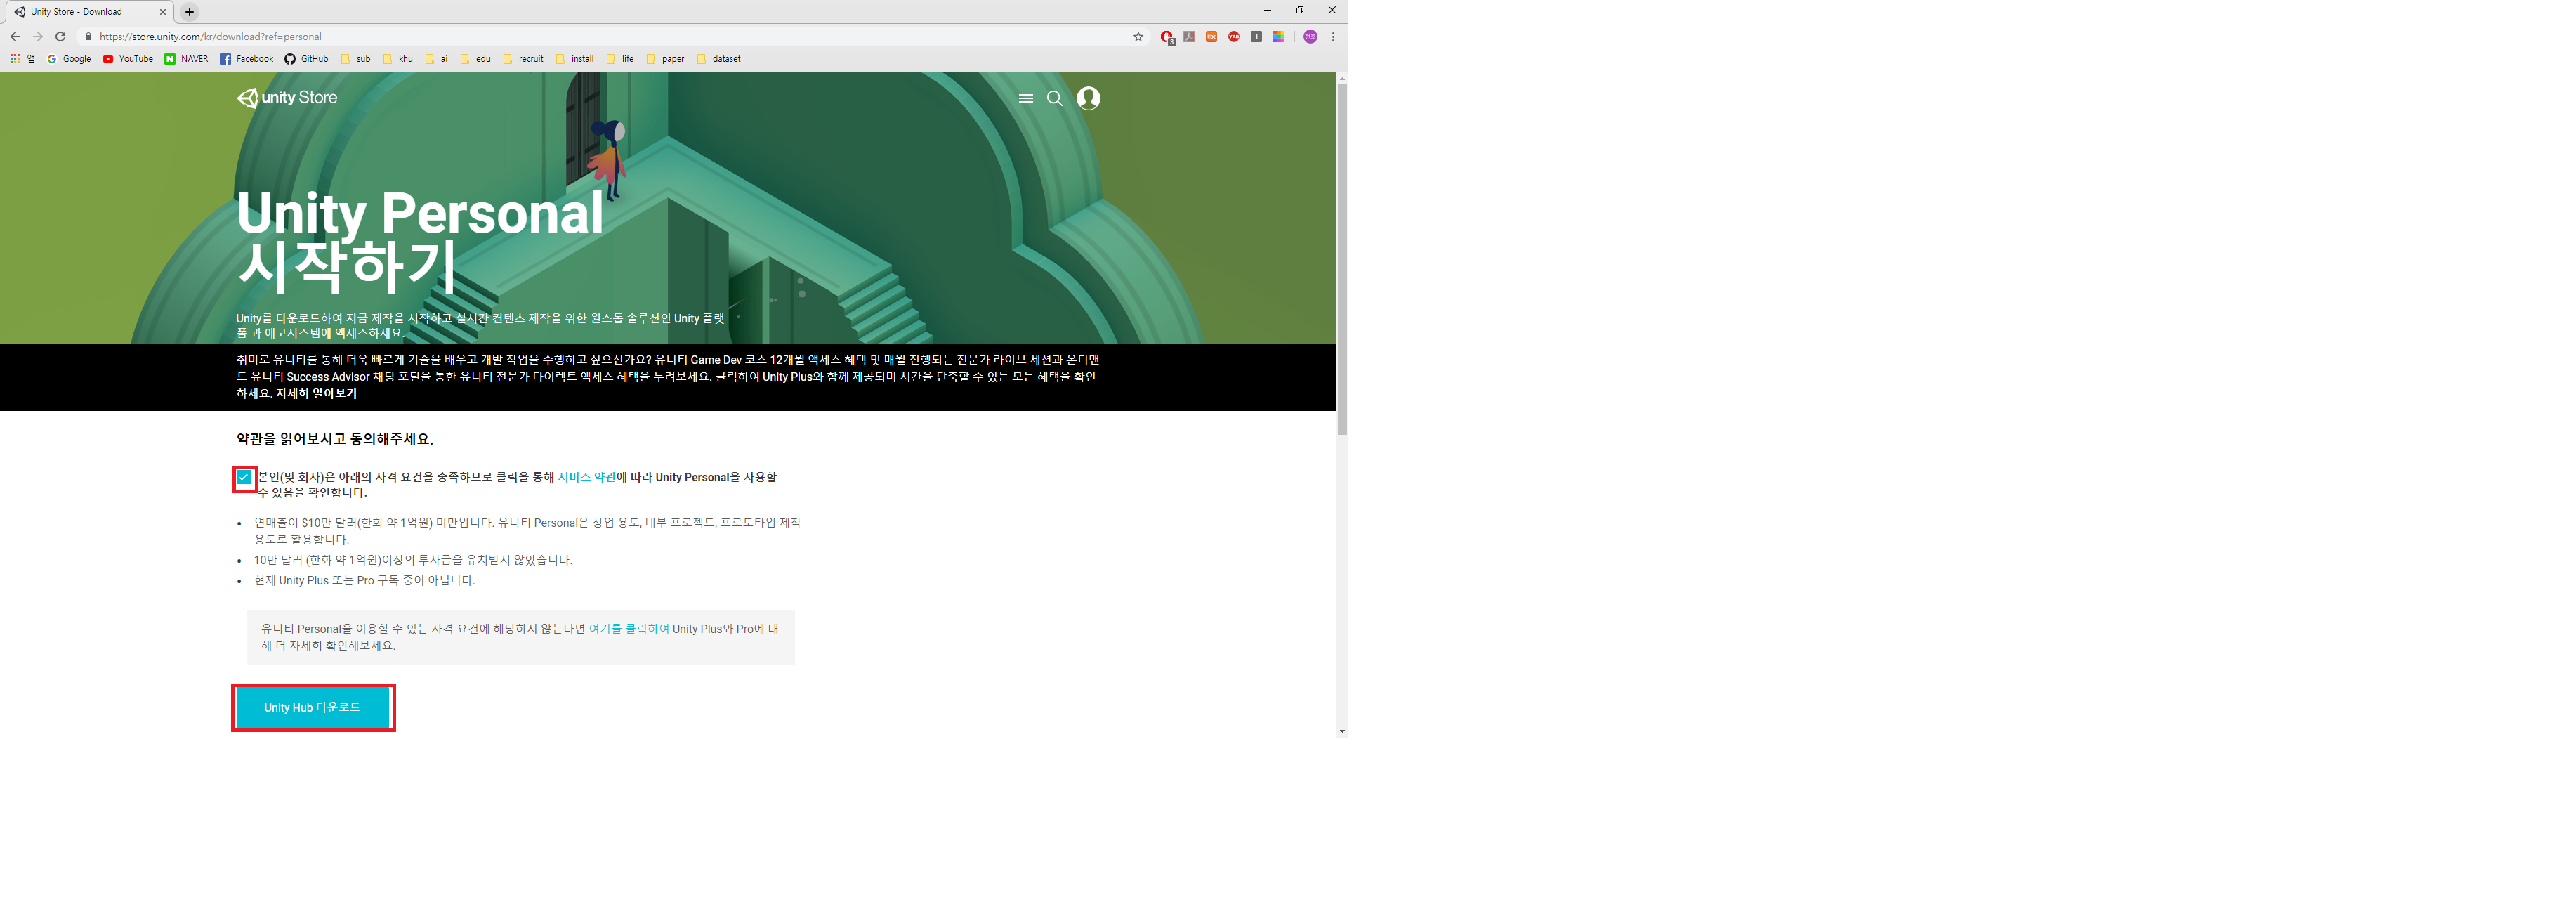 Unity Store - Download
https://store.unity.com/kr/download?ref=personal
앱 Google YouTube NAVER Facebook GitHub sub khu ai edu recruit install life paper dataset
unity Store
Unity Personal
시작하기
Unity를 다운로드하여 지금 제작을 시작하고 실시간 컨텐츠 제작을 위한 원스톱 솔루션인 Unity 플랫
폼 과 에코시스템에 액세스하세요.
취미로 유니티를 통해 더욱 빠르게 기술을 배우고 개발 작업을 수행하고 싶으신가요? 유니티 Game Dev 코스 12개월 액세스 혜택 및 매월 진행되는 전문가 라이브 세션과 온디맨
드 유니티 Success Advisor 채팅 포털을 통한 유니티 전문가 다이렉트 액세스 혜택을 누려보세요. 클릭하여 Unity Plus와 함께 제공되며 시간을 단축할 수 있는 모든 혜택을 확인
하세요. 자세히 알아보기
약관을 읽어보시고 동의해주세요.
본인(및 회사)은 아래의 자격 요건을 충족하므로 클릭을 통해 서비스 약관에 따라 Unity Personal을 사용할
수 있음을 확인합니다.
• 연매출이 $10만 달러(한화 약 1억원) 미만입니다. 유니티 Personal은 상업 용도, 내부 프로젝트, 프로토타입 제작
용도로 활용합니다.
• 10만 달러 (한화 약 1억원)이상의 투자금을 유치받지 않았습니다.
• 현재 Unity Plus 또는 Pro 구독 중이 아닙니다.
유니티 Personal을 이용할 수 있는 자격 요건에 해당하지 않는다면 여기를 클릭하여 Unity Plus와 Pro에 대
해 더 자세히 확인해보세요.
Unity Hub 다운로드